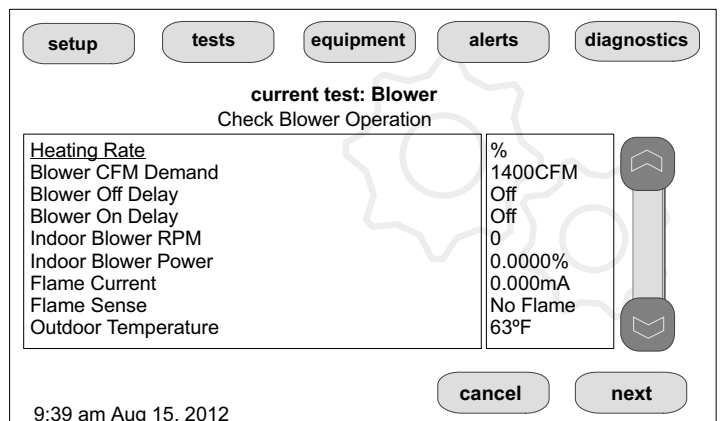 setup tests equipment alerts diagnostics
current test: Blower
Check Blower Operation
Heating Rate %
Blower CFM Demand 1400CFM
Blower Off Delay Off
Blower On Delay Off
Indoor Blower RPM 0
Indoor Blower Power 0.0000%
Flame Current 0.000mA
Flame Sense No Flame
Outdoor Temperature 63ºF
cancel next
9:39 am Aug 15, 2012